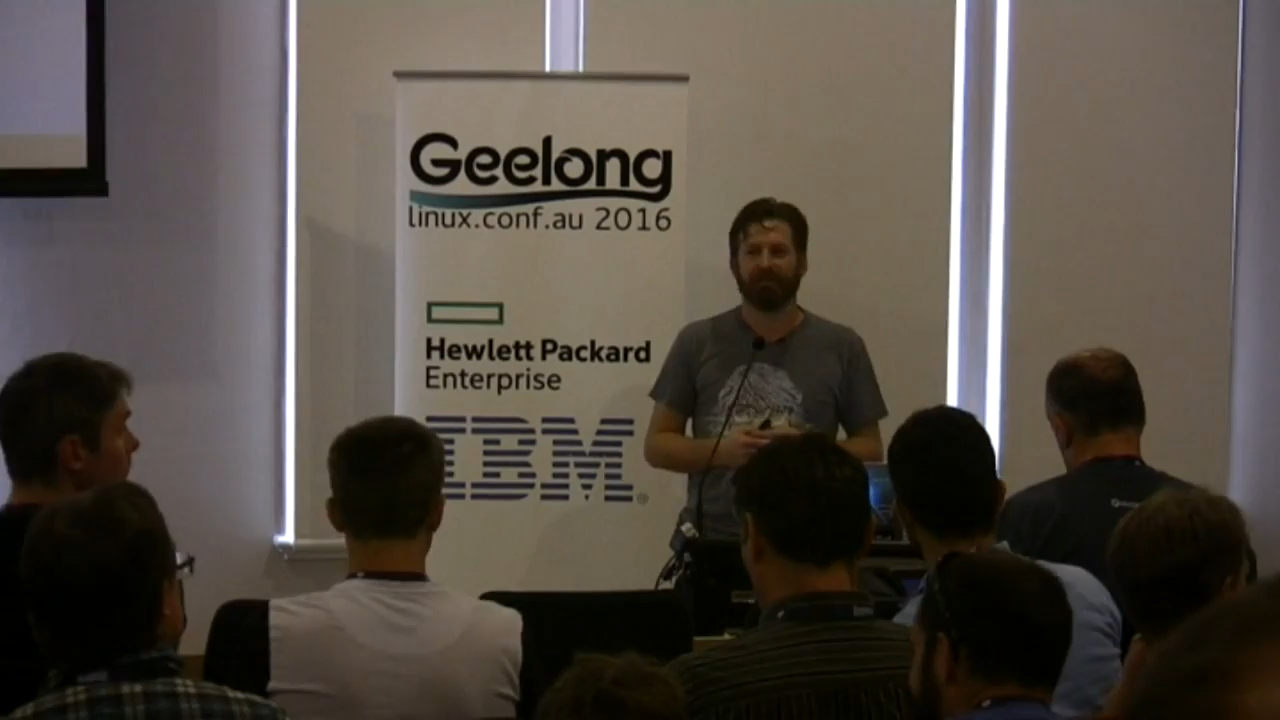 Geelong
linux.conf.au 2016
Hewlett Packard
Enterprise
IBM®